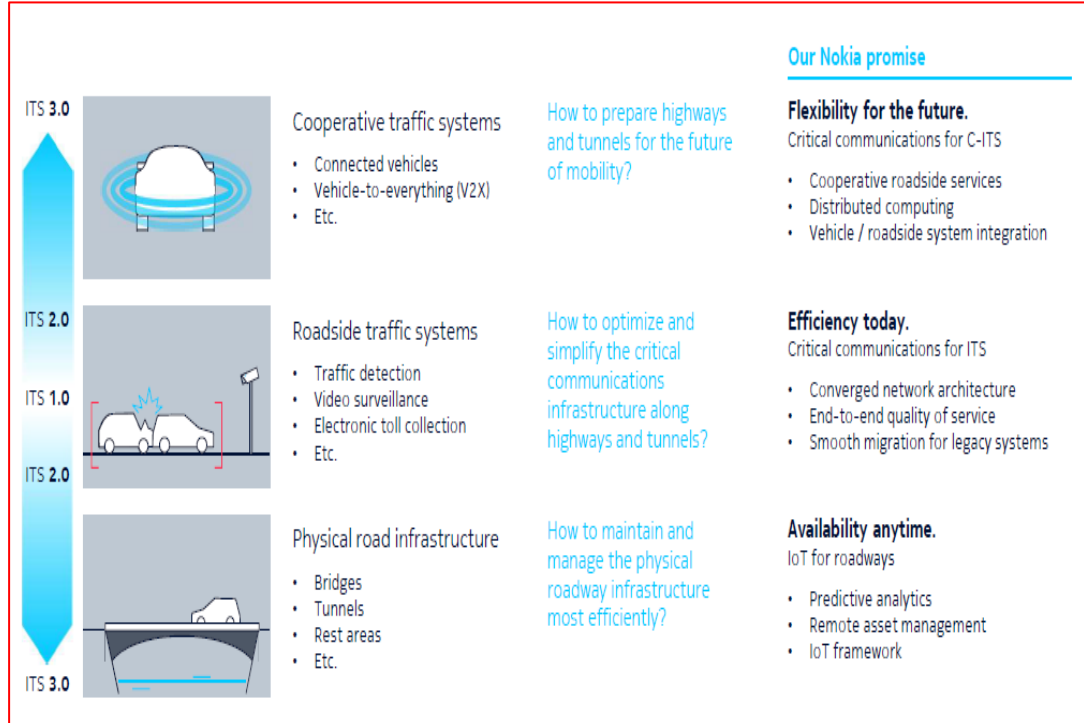 Our Nokia promise
ITS 3.0
Cooperative traffic systems
• Connected vehicles
• Vehicle-to-everything (V2X)
• Etc.
How to prepare highways
and tunnels for the future
of mobility?
Flexibility for the future.
Critical communications for C-ITS
• Cooperative roadside services
• Distributed computing
• Vehicle / roadside system integration
ITS 2.0
ITS 1.0
ITS 2.0
Roadside traffic systems
• Traffic detection
• Video surveillance
• Electronic toll collection
• Etc.
How to optimize and
simplify the critical
communications
infrastructure along
highways and tunnels?
Efficiency today.
Critical communications for ITS
• Converged network architecture
• End-to-end quality of service
• Smooth migration for legacy systems
Physical road infrastructure
• Bridges
• Tunnels
• Rest areas
• Etc.
How to maintain and
manage the physical
roadway infrastructure
most efficiently?
Availability anytime.
IoT for roadways
• Predictive analytics
• Remote asset management
• IoT framework
ITS 3.0